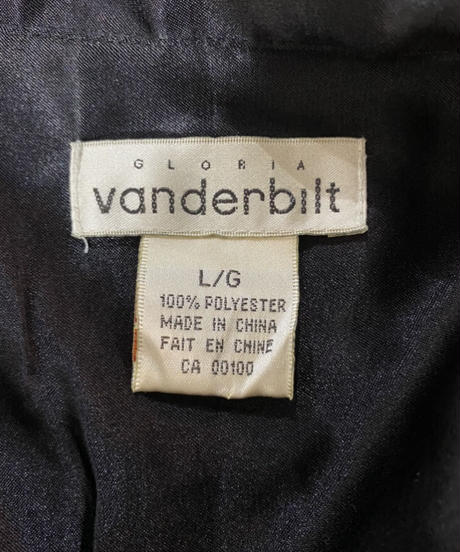 GLORIA
vanderbilt
L/G
100% POLYESTER
MADE IN CHINA
FAIT EN CHINE
CA 00100